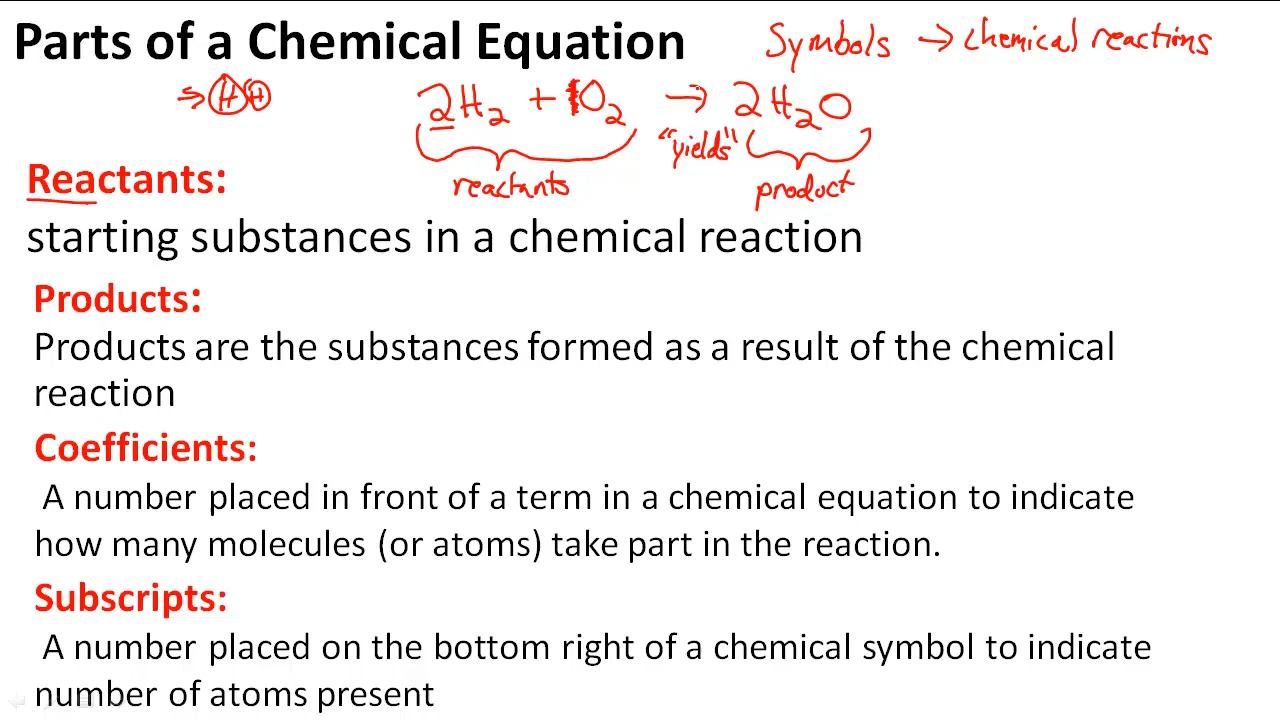 Parts of a Chemical Equation
Symbols → chemical reactions
→ H H
2H₂ + 1O₂ → 2H₂O
"yields"
reactants
product
Reactants:
starting substances in a chemical reaction
Products:
Products are the substances formed as a result of the chemical
reaction
Coefficients:
A number placed in front of a term in a chemical equation to indicate
how many molecules (or atoms) take part in the reaction.
Subscripts:
A number placed on the bottom right of a chemical symbol to indicate
number of atoms present